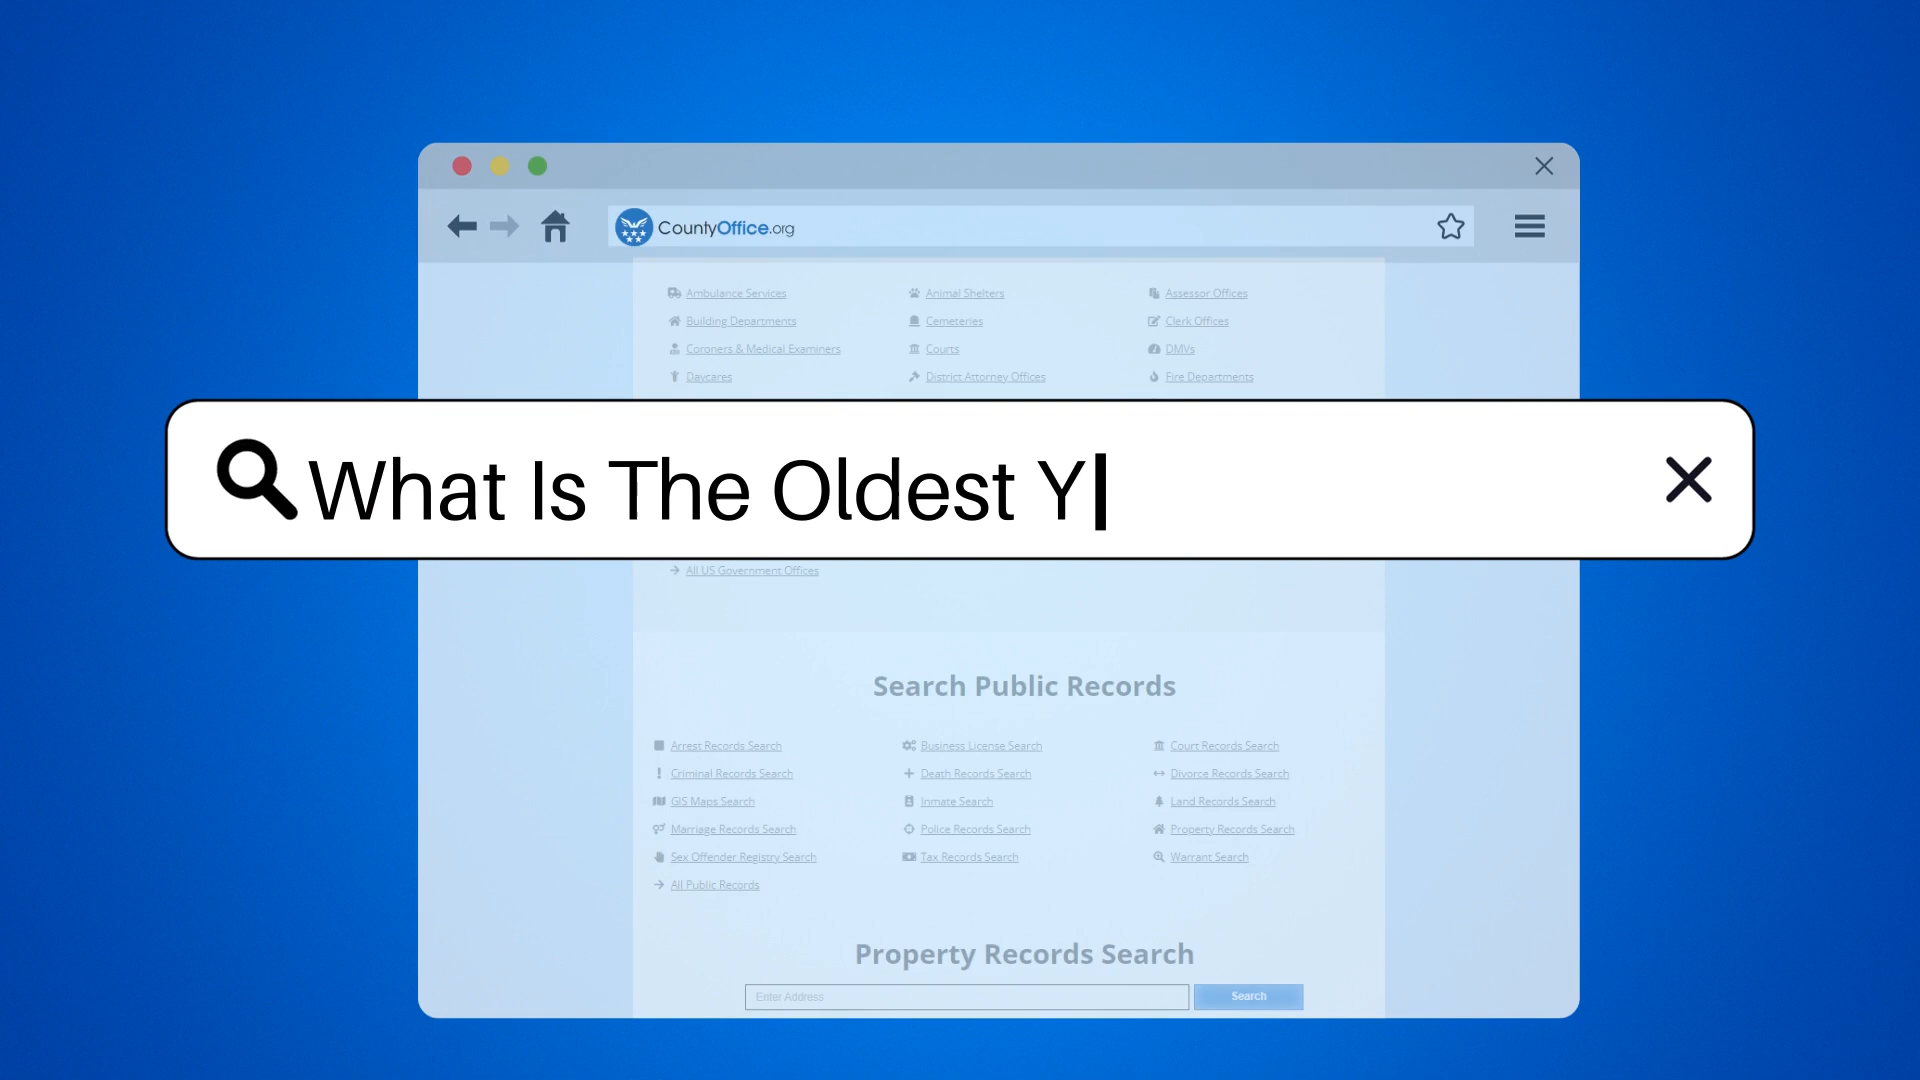 CountyOffice.org
Ambulance Services Animal Shelters Assessor Offices
Building Departments Cemeteries Clerk Offices
Coroners & Medical Examiners Courts DMVs
Daycares District Attorney Offices Fire Departments
What Is The Oldest Y
All US Government Offices
Search Public Records
Arrest Records Search Business License Search Court Records Search
Criminal Records Search Death Records Search Divorce Records Search
GIS Maps Search Inmate Search Land Records Search
Marriage Records Search Police Records Search Property Records Search
Sex Offender Registry Search Tax Records Search Warrant Search
All Public Records
Property Records Search
Enter Address Search